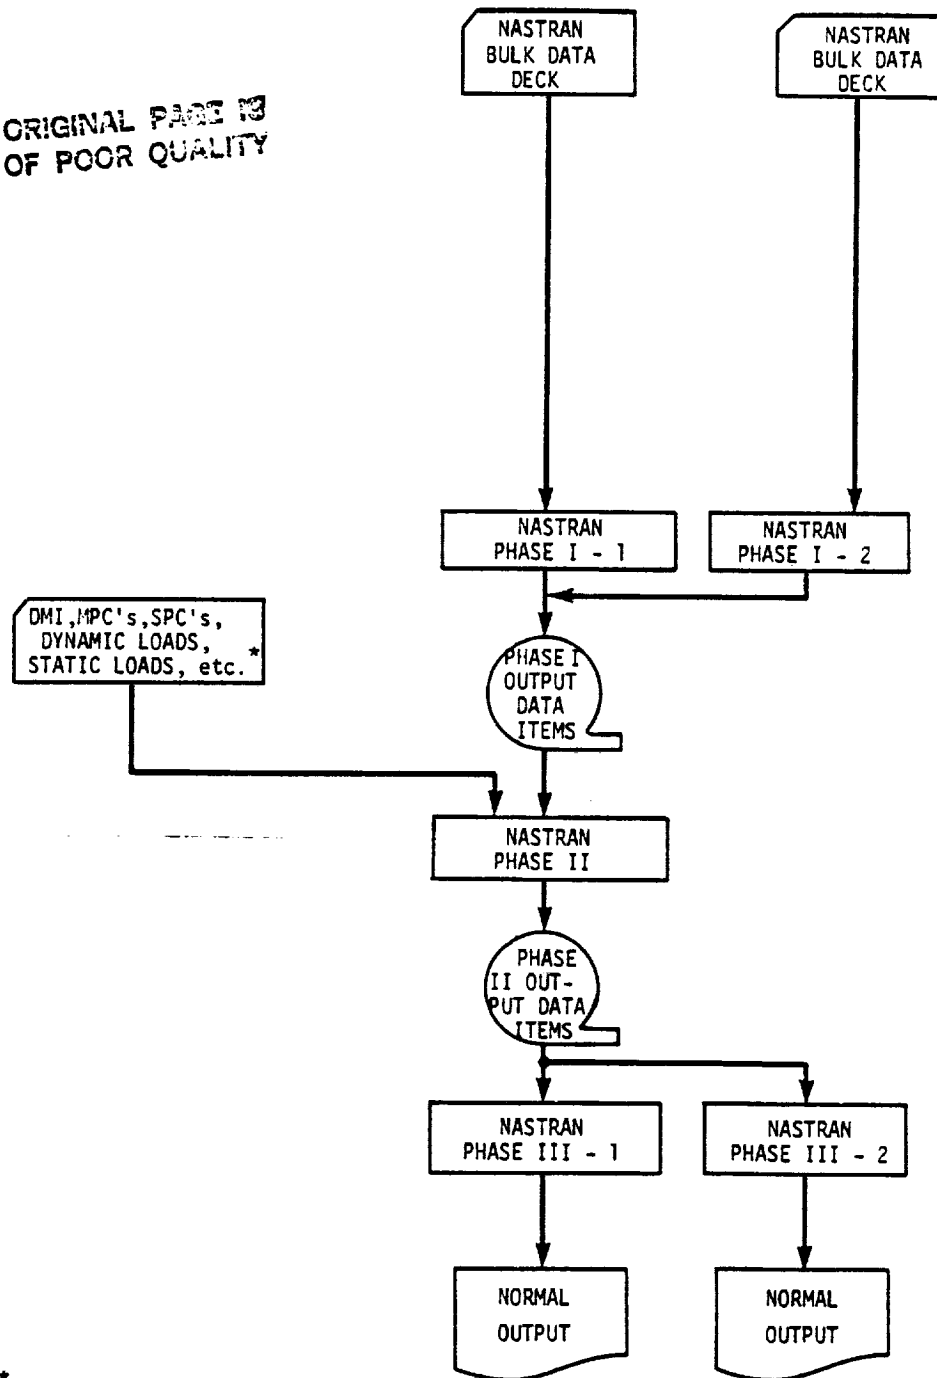 NASTRAN
BULK DATA
DECK
NASTRAN
BULK DATA
DECK
ORIGINAL PAGE IS
OF POOR QUALITY
NASTRAN
PHASE I - 1
NASTRAN
PHASE I - 2
DMI,MPC's,SPC's,
DYNAMIC LOADS,
STATIC LOADS, etc.*
PHASE I
OUTPUT
DATA
ITEMS
NASTRAN
PHASE II
PHASE
II OUT-
PUT DATA
ITEMS
NASTRAN
PHASE III - 1
NASTRAN
PHASE III - 2
NORMAL
OUTPUT
NORMAL
OUTPUT
*